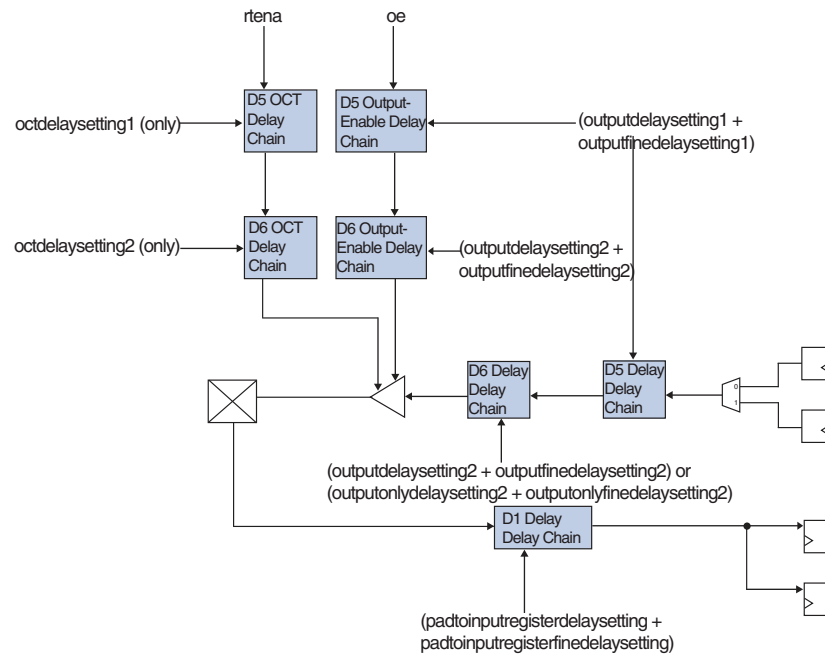 rtena
oe
D5 OCT
Delay
Chain
D5 Output-
Enable Delay
Chain
octdelaysetting1 (only)
(outputdelaysetting1 +
outputfinedelaysetting1)
D6 OCT
Delay
Chain
D6 Output-
Enable Delay
Chain
octdelaysetting2 (only)
(outputdelaysetting2 +
outputfinedelaysetting2)
D6 Delay
Delay
Chain
D5 Delay
Delay
Chain
0
1
(outputdelaysetting2 + outputfinedelaysetting2) or
(outputonlydelaysetting2 + outputonlyfinedelaysetting2)
D1 Delay
Delay Chain
(padtoinputregisterdelaysetting +
padtoinputregisterfinedelaysetting)